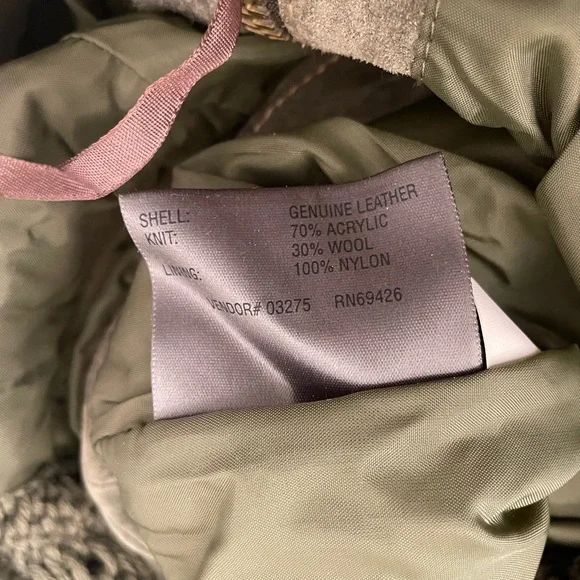 SHELL: GENUINE LEATHER
KNIT: 70% ACRYLIC
30% WOOL
LINING: 100% NYLON
VENDOR# 03275 RN69426